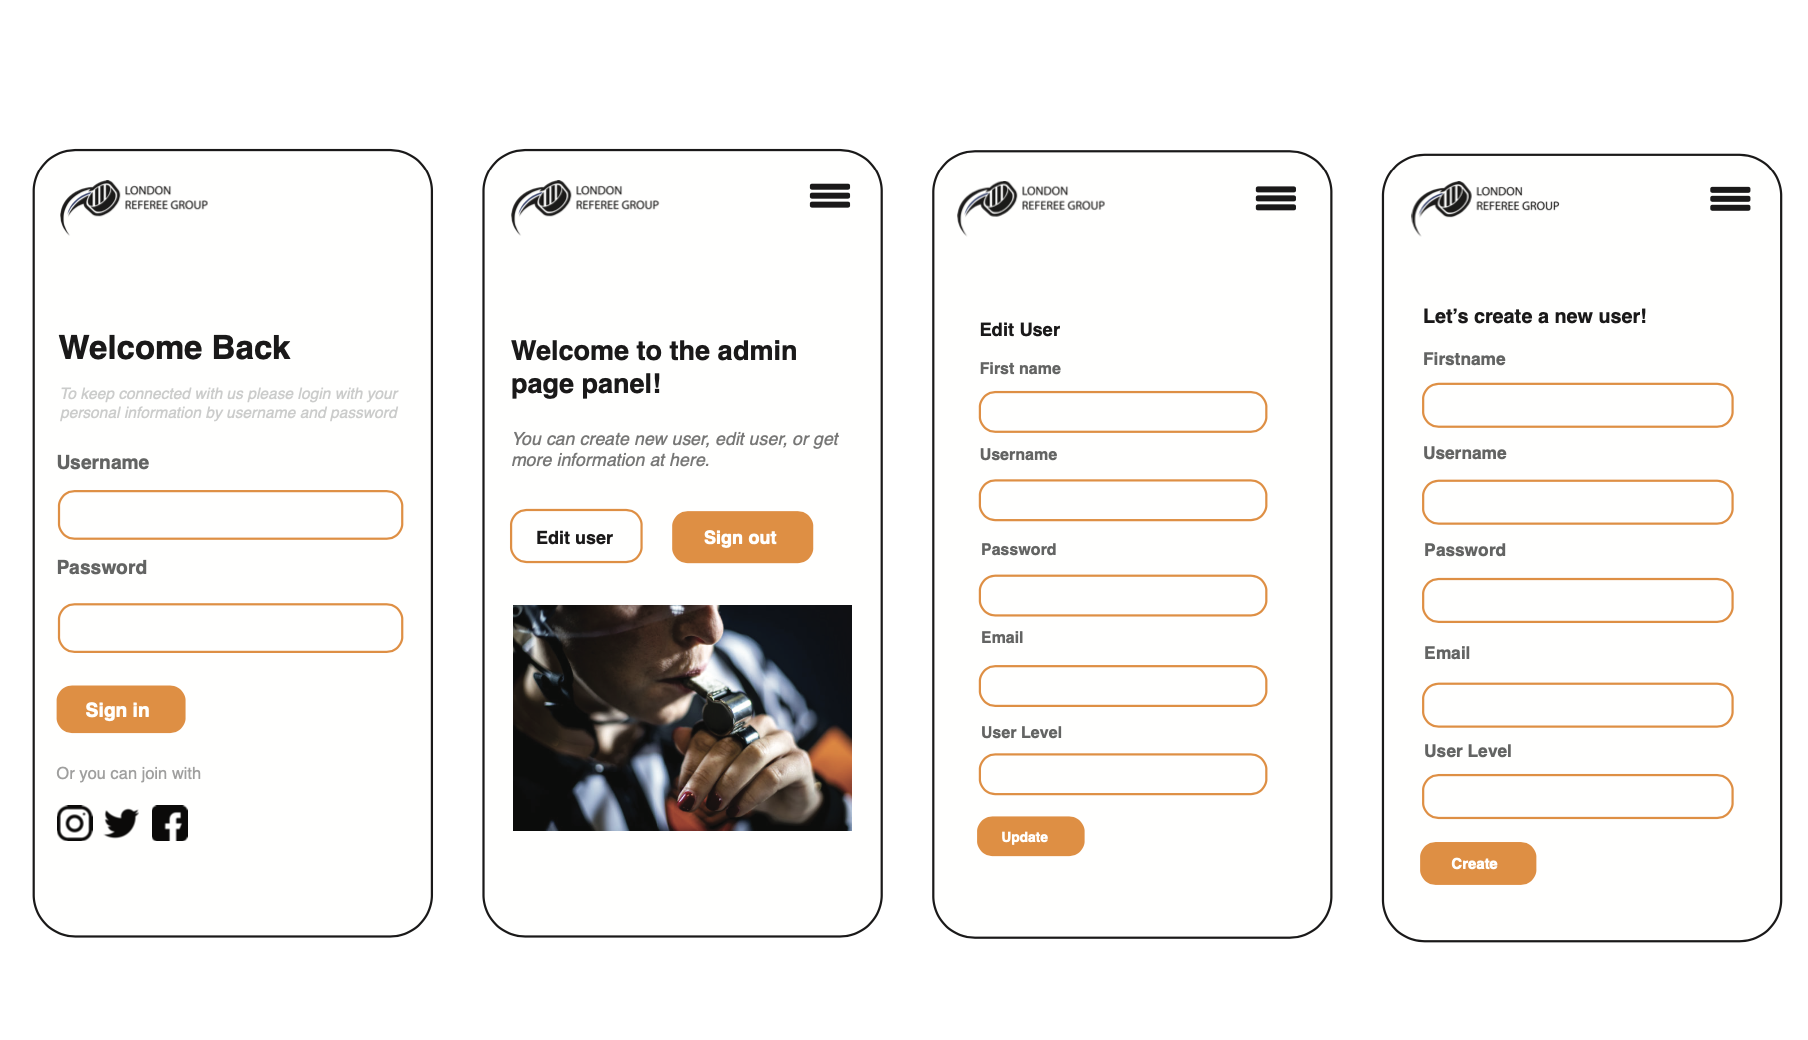 LONDON
REFEREE GROUP
Welcome Back
To keep connected with us please login with your
personal information by username and password
Username
Password
Sign in
Or you can join with
LONDON
REFEREE GROUP
Welcome to the admin
page panel!
You can create new user, edit user, or get
more information at here.
Edit user
Sign out
LONDON
REFEREE GROUP
Edit User
First name
Username
Password
Email
User Level
Update
LONDON
REFEREE GROUP
Let's create a new user!
Firstname
Username
Password
Email
User Level
Create